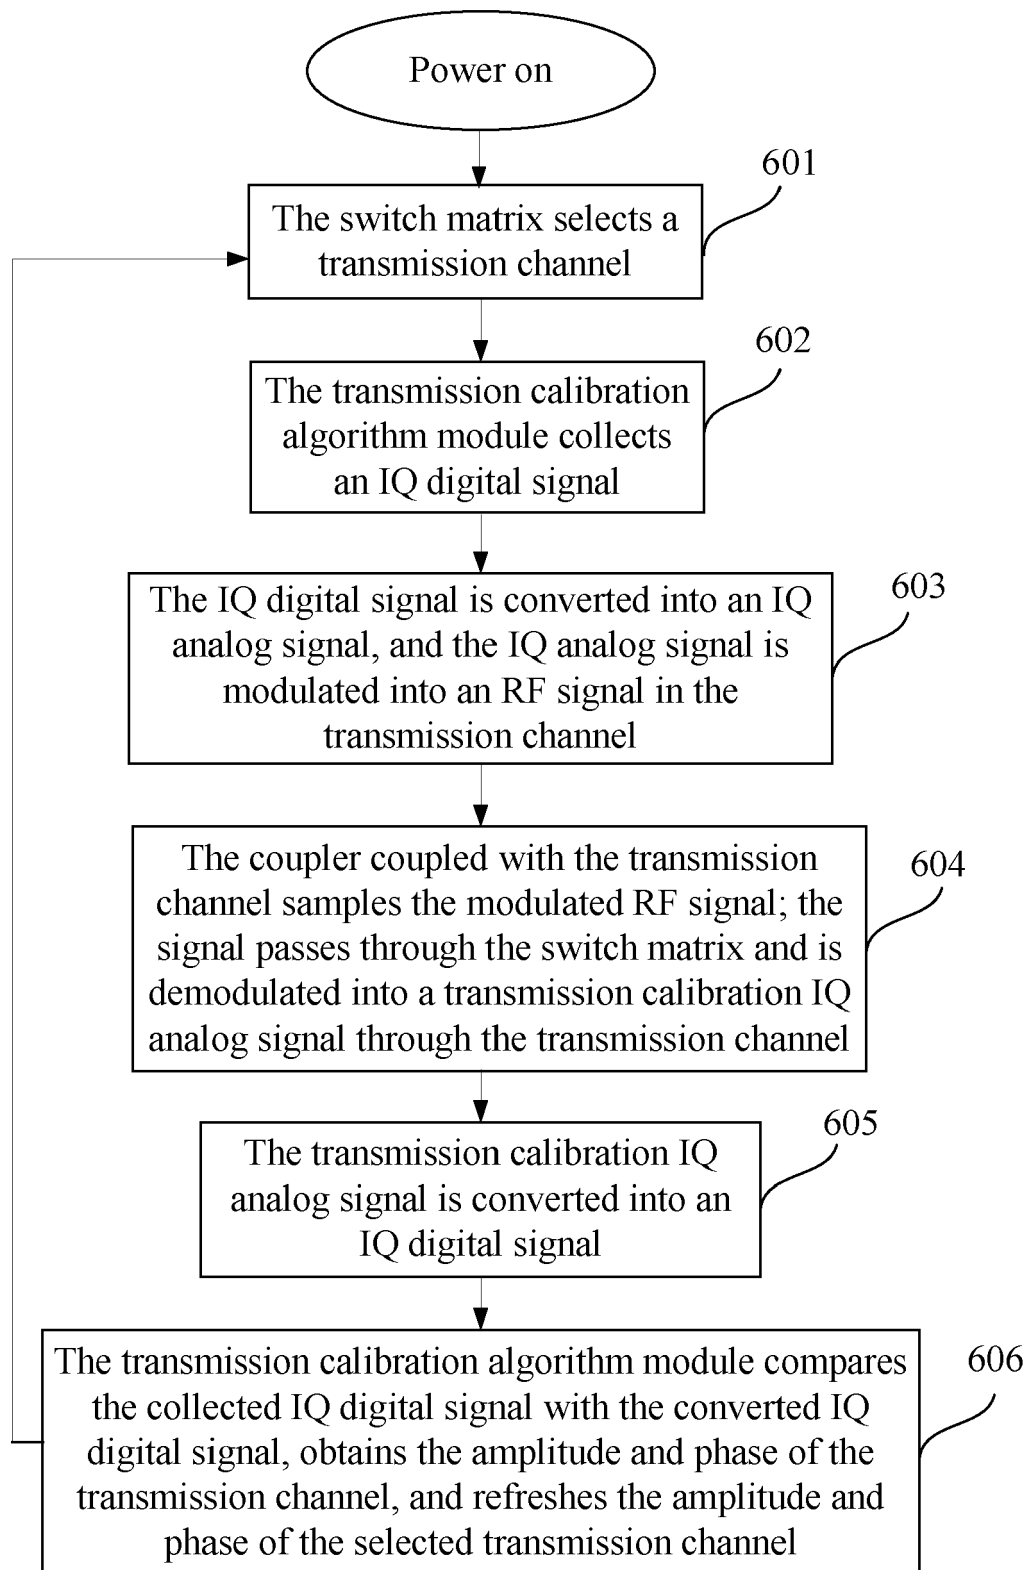 Power on
601
The switch matrix selects a
transmission channel
602
The transmission calibration
algorithm module collects
an IQ digital signal
603
The IQ digital signal is converted into an IQ
analog signal, and the IQ analog signal is
modulated into an RF signal in the
transmission channel
604
The coupler coupled with the transmission
channel samples the modulated RF signal; the
signal passes through the switch matrix and is
demodulated into a transmission calibration IQ
analog signal through the transmission channel
605
The transmission calibration IQ
analog signal is converted into an
IQ digital signal
606
The transmission calibration algorithm module compares
the collected IQ digital signal with the converted IQ
digital signal, obtains the amplitude and phase of the
transmission channel, and refreshes the amplitude and
phase of the selected transmission channel